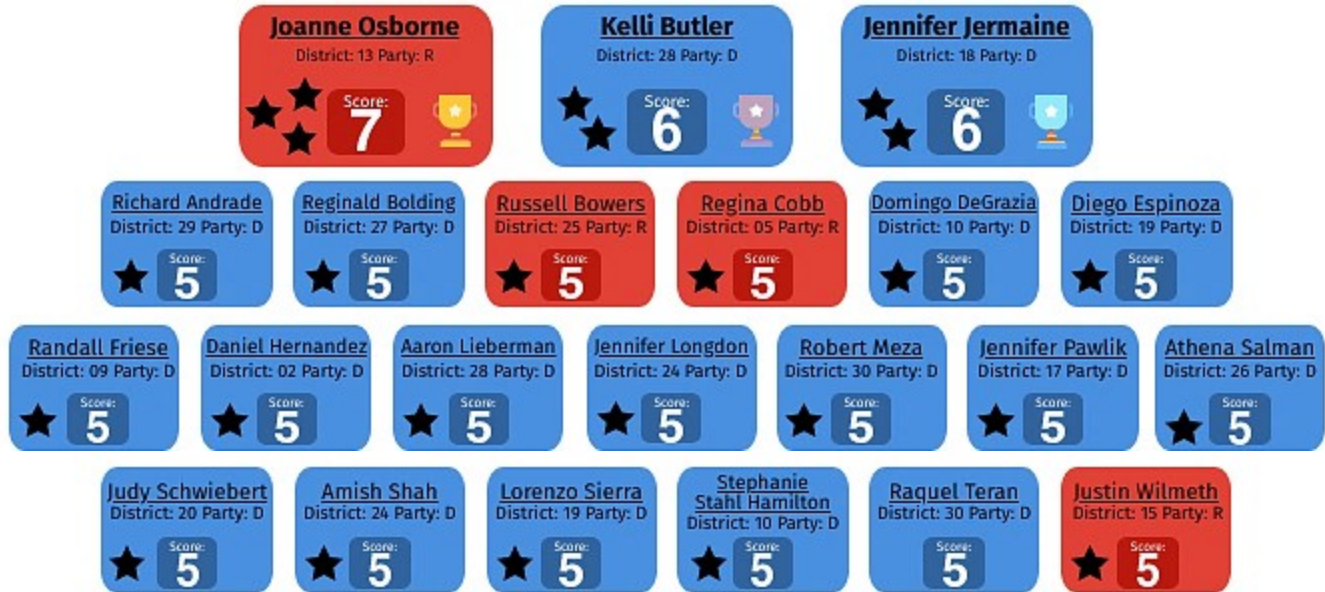 Joanne Osborne
District: 13 Party: R
Score:
7
Kelli Butler
District: 28 Party: D
Score:
6
Jennifer Jermaine
District: 18 Party: D
Score:
6
Richard Andrade
District: 29 Party: D
Score:
5
Reginald Bolding
District: 27 Party: D
Score:
5
Russell Bowers
District: 25 Party: R
Score:
5
Regina Cobb
District: 05 Party: R
Score:
5
Domingo DeGrazia
District: 10 Party: D
Score:
5
Diego Espinoza
District: 19 Party: D
Score:
5
Randall Friese
District: 09 Party: D
Score:
5
Daniel Hernandez
District: 02 Party: D
Score:
5
Aaron Lieberman
District: 28 Party: D
Score:
5
Jennifer Longdon
District: 24 Party: D
Score:
5
Robert Meza
District: 30 Party: D
Score:
5
Jennifer Pawlik
District: 17 Party: D
Score:
5
Athena Salman
District: 26 Party: D
Score:
5
Judy Schwiebert
District: 20 Party: D
Score:
5
Amish Shah
District: 24 Party: D
Score:
5
Lorenzo Sierra
District: 19 Party: D
Score:
5
Stephanie
Stahl Hamilton
District: 10 Party: D
Score:
5
Raquel Teran
District: 30 Party: D
Score:
5
Justin Wilmeth
District: 15 Party: R
Score:
5